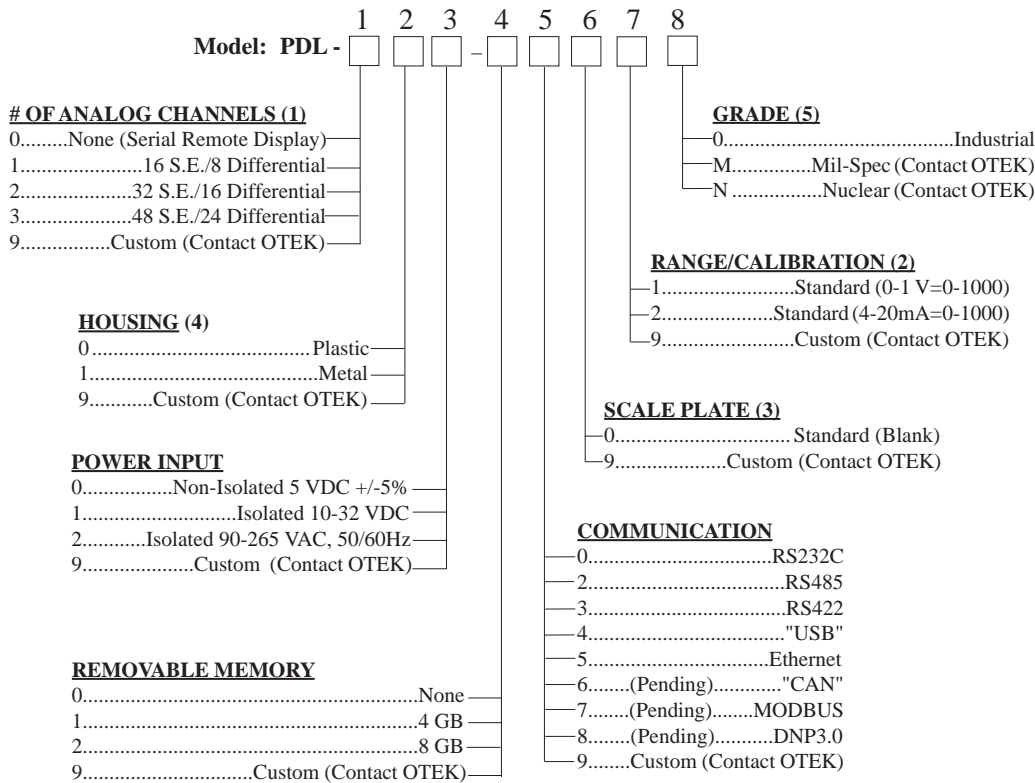 1 2 3 4 5 6 7 8
Model: PDL - –
# OF ANALOG CHANNELS (1)
0.........None (Serial Remote Display)
1......................16 S.E./8 Differential
2.....................32 S.E./16 Differential
3.....................48 S.E./24 Differential
9................Custom (Contact OTEK)
HOUSING (4)
0.......................................Plastic
1........................................Metal
9............Custom (Contact OTEK)
POWER INPUT
0................Non-Isolated 5 VDC +/-5%
1............................Isolated 10-32 VDC
2...........Isolated 90-265 VAC, 50/60Hz
9....................Custom (Contact OTEK)
REMOVABLE MEMORY
0............................................................None
1...........................................................4 GB
2...........................................................8 GB
9..............................Custom (Contact OTEK)
GRADE (5)
0.........................................Industrial
M...............Mil-Spec (Contact OTEK)
N................Nuclear (Contact OTEK)
RANGE/CALIBRATION (2)
1........................Standard (0-1 V=0-1000)
2....................Standard (4-20mA=0-1000)
9........................Custom (Contact OTEK)
SCALE PLATE (3)
0................................Standard (Blank)
9....................Custom (Contact OTEK)
COMMUNICATION
0.................................RS232C
2...................................RS485
3...................................RS422
4..................................."USB"
5................................Ethernet
6.......(Pending)............"CAN"
7.......(Pending).......MODBUS
8.......(Pending)...........DNP3.0
9........Custom (Contact OTEK)